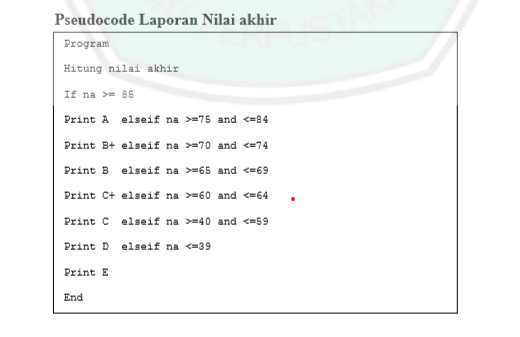 Pseudocode Laporan Nilai akhir
Program
Hitung nilai akhir
If na >= 85
Print A elseif na >=75 and <=84
Print B+ elseif na >=70 and <=74
Print B elseif na >=65 and <=69
Print C+ elseif na >=60 and <=64
Print C elseif na >=40 and <=59
Print D elseif na <=39
Print E
End